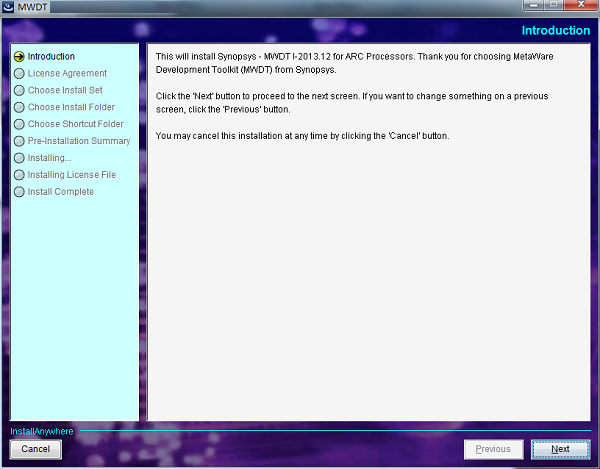 MWDT
Introduction
Introduction
License Agreement
Choose Install Set
Choose Install Folder
Choose Shortcut Folder
Pre-Installation Summary
Installing...
Installing License File
Install Complete
This will install Synopsys - MWDT I-2013.12 for ARC Processors. Thank you for choosing MetaWare
Development Toolkit (MWDT) from Synopsys.
Click the 'Next' button to proceed to the next screen. If you want to change something on a previous
screen, click the 'Previous' button.
You may cancel this installation at any time by clicking the 'Cancel' button.
InstallAnywhere
Cancel
Previous
Next